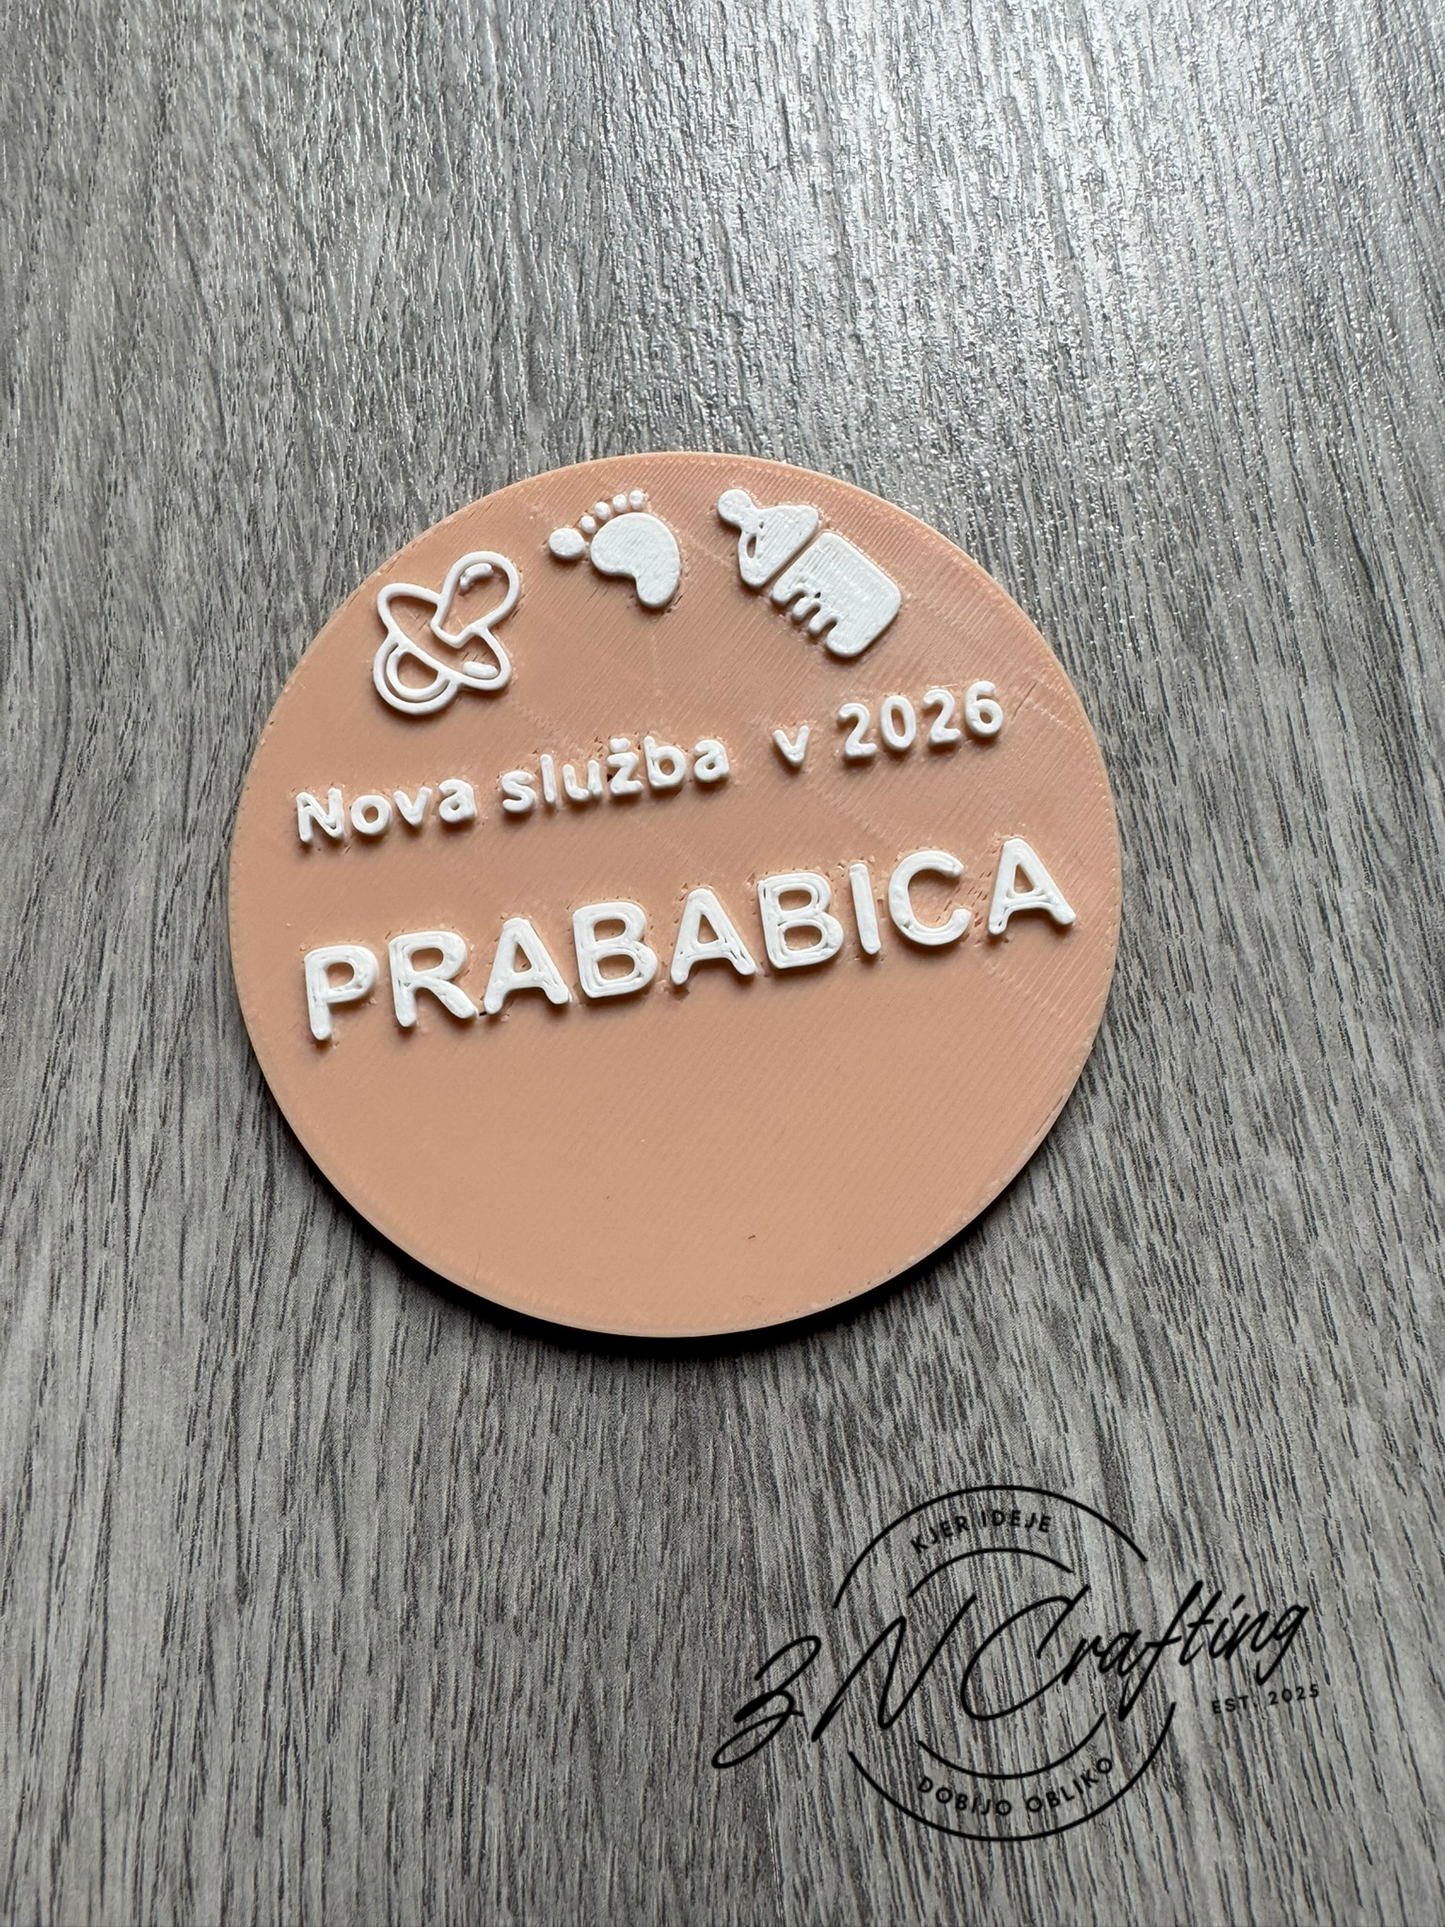 Nova služba v 2026
PRABABICA
KJER IDEJE
3N Crafting
EST. 2025
DOBIJO OBLIKO